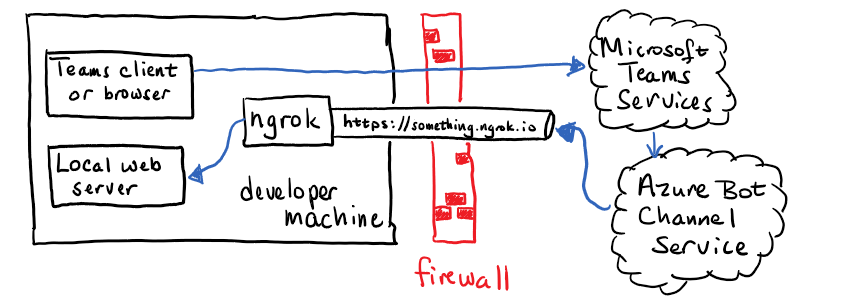 Teams client
or browser
ngrok
https://something.ngrok.io
Local web
server
developer
machine
firewall
Microsoft
Teams
Services
Azure Bot
Channel
Service